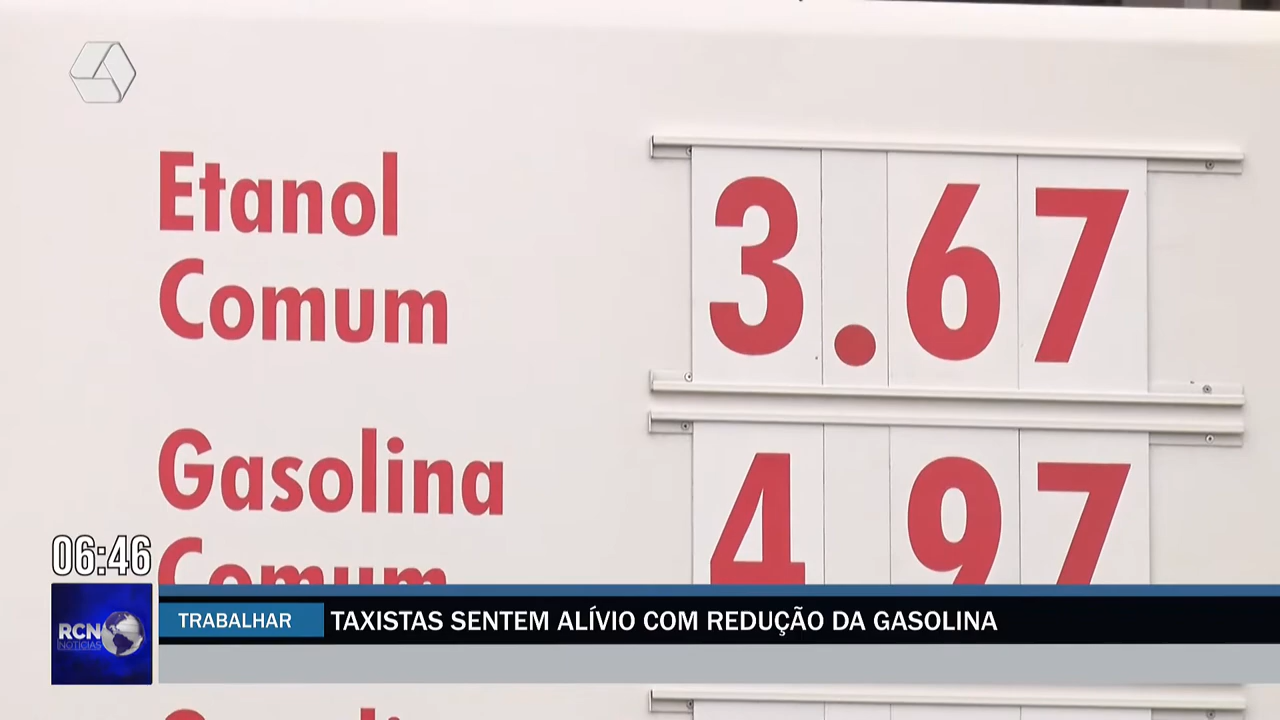 Etanol
Comum
3.67
Gasolina
Comum
4.97
06:46
RCN
NOTÍCIAS
TRABALHAR
TAXISTAS SENTEM ALÍVIO COM REDUÇÃO DA GASOLINA